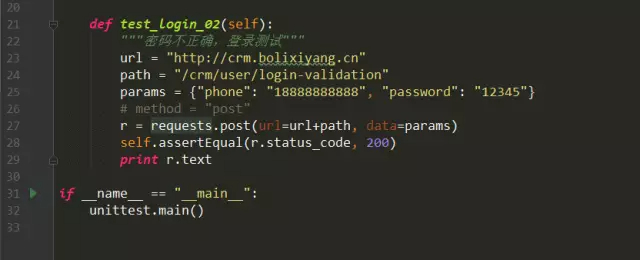 20
21 def test_login_02(self):
22 """密码不正确，登录测试"""
23 url = "http://crm.bolixiyang.cn"
24 path = "/crm/user/login-validation"
25 params = {"phone": "18888888888", "password": "12345"}
26 # method = "post"
27 r = requests.post(url=url+path, data=params)
28 self.assertEqual(r.status_code, 200)
29 print r.text
30
31 if __name__ == "__main__":
32 unittest.main()
33